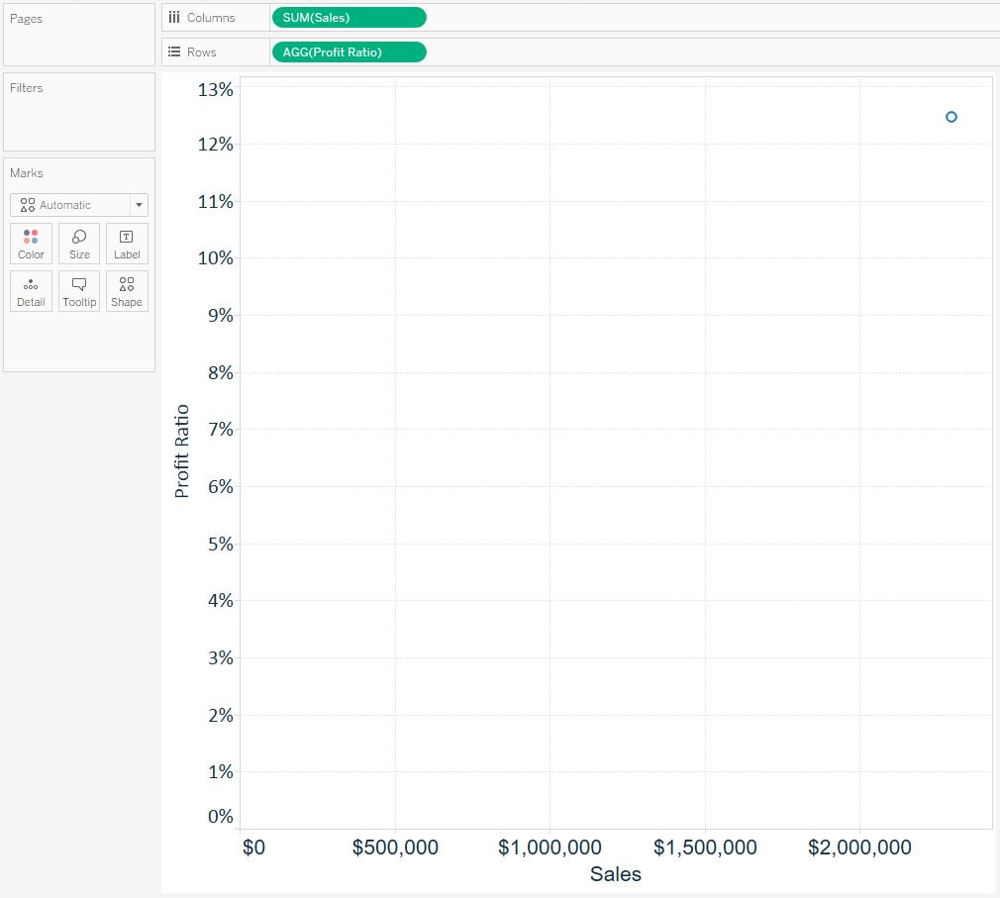 Pages
Columns SUM(Sales)
Rows AGG(Profit Ratio)
Filters
Marks
Automatic
Color Size Label
Detail Tooltip Shape
13%
12%
11%
10%
9%
8%
7%
6%
5%
4%
3%
2%
1%
0%
Profit Ratio
$0 $500,000 $1,000,000 $1,500,000 $2,000,000
Sales